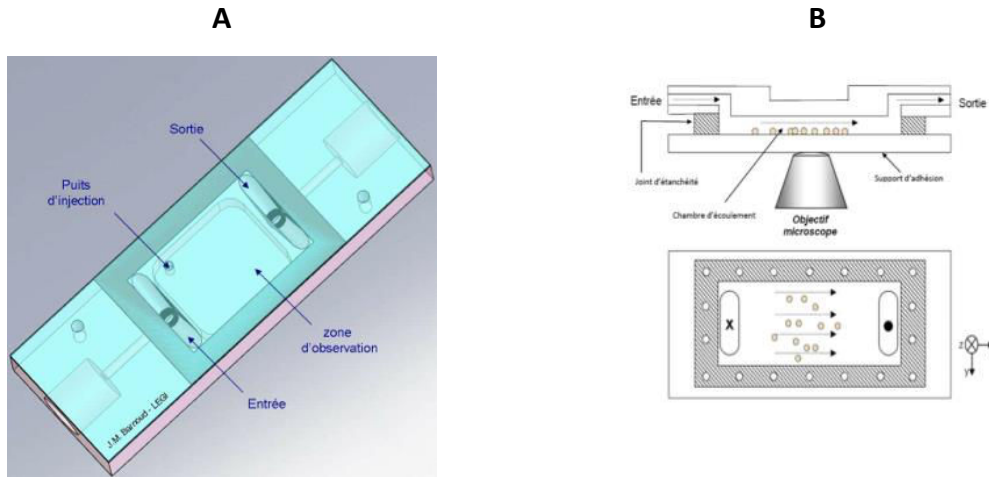 A
B
Sortie
Puits
d'injection
zone
d'observation
Entrée
J.M. Barnoud - LEGI
Entrée
Sortie
Joint d'étanchéité
Support d'adhésion
Chambre d'écoulement
Objectif
microscope
X
z
y